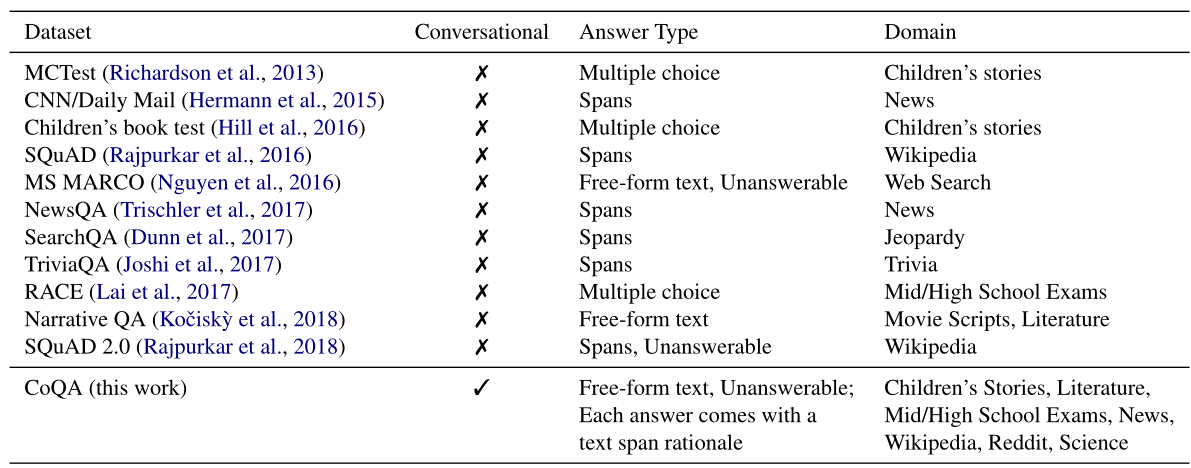 Dataset Conversational Answer Type Domain
MCTest (Richardson et al., 2013) ✗ Multiple choice Children's stories
CNN/Daily Mail (Hermann et al., 2015) ✗ Spans News
Children's book test (Hill et al., 2016) ✗ Multiple choice Children's stories
SQuAD (Rajpurkar et al., 2016) ✗ Spans Wikipedia
MS MARCO (Nguyen et al., 2016) ✗ Free-form text, Unanswerable Web Search
NewsQA (Trischler et al., 2017) ✗ Spans News
SearchQA (Dunn et al., 2017) ✗ Spans Jeopardy
TriviaQA (Joshi et al., 2017) ✗ Spans Trivia
RACE (Lai et al., 2017) ✗ Multiple choice Mid/High School Exams
Narrative QA (Kočiskỳ et al., 2018) ✗ Free-form text Movie Scripts, Literature
SQuAD 2.0 (Rajpurkar et al., 2018) ✗ Spans, Unanswerable Wikipedia
CoQA (this work) ✓ Free-form text, Unanswerable; Children's Stories, Literature,
Each answer comes with a Mid/High School Exams, News,
text span rationale Wikipedia, Reddit, Science